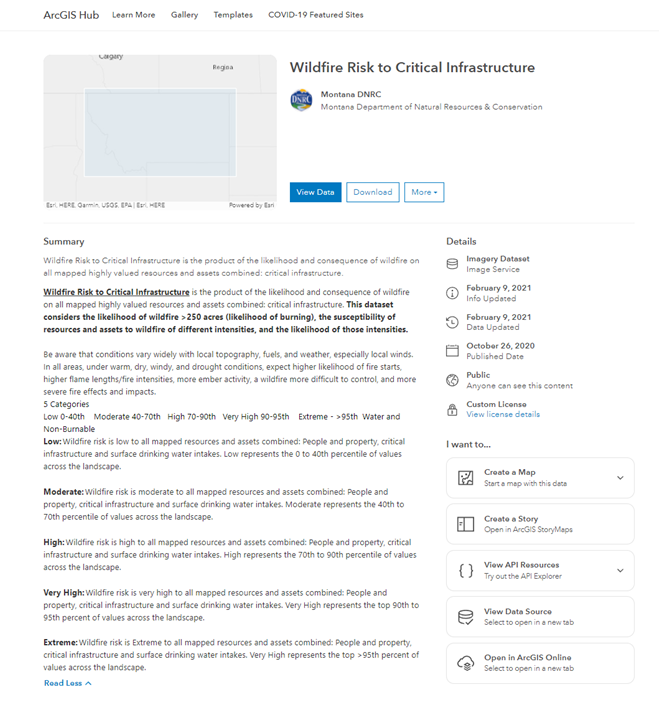 ArcGIS Hub Learn More Gallery Templates COVID-19 Featured Sites
Calgary
Regina
Esri, HERE, Garmin, USGS, EPA | Esri, HERE Powered by Esri
Wildfire Risk to Critical Infrastructure
Montana DNRC
Montana Department of Natural Resources & Conservation
View Data Download More
Summary
Wildfire Risk to Critical Infrastructure is the product of the likelihood and consequence of wildfire on
all mapped highly valued resources and assets combined: critical infrastructure.
Wildfire Risk to Critical Infrastructure is the product of the likelihood and consequence of wildfire
on all mapped highly valued resources and assets combined: critical infrastructure. This dataset
considers the likelihood of wildfire >250 acres (likelihood of burning), the susceptibility of
resources and assets to wildfire of different intensities, and the likelihood of those intensities.
Be aware that conditions vary widely with local topography, fuels, and weather, especially local winds.
In all areas, under warm, dry, windy, and drought conditions, expect higher likelihood of fire starts,
higher flame lengths/fire intensities, more ember activity, a wildfire more difficult to control, and more
severe fire effects and impacts.
5 Categories
Low 0-40th Moderate 40-70th High 70-90th Very High 90-95th Extreme - >95th Water and
Non-Burnable
Low: Wildfire risk is low to all mapped resources and assets combined: People and property, critical
infrastructure and surface drinking water intakes. Low represents the 0 to 40th percentile of values
across the landscape.
Moderate: Wildfire risk is moderate to all mapped resources and assets combined: People and
property, critical infrastructure and surface drinking water intakes. Moderate represents the 40th to
70th percentile of values across the landscape.
High: Wildfire risk is high to all mapped resources and assets combined: People and property, critical
infrastructure and surface drinking water intakes. High represents the 70th to 90th percentile of values
across the landscape.
Very High: Wildfire risk is very high to all mapped resources and assets combined: People and
property, critical infrastructure and surface drinking water intakes. Very High represents the top 90th to
95th percent of values across the landscape.
Extreme: Wildfire risk is Extreme to all mapped resources and assets combined: People and property,
critical infrastructure and surface drinking water intakes. Very High represents the top >95th percent of
values across the landscape.
Read Less
Details
Imagery Dataset
Image Service
February 9, 2021
Info Updated
February 9, 2021
Data Updated
October 26, 2020
Published Date
Public
Anyone can see this content
Custom License
View license details
I want to...
Create a Map
Start a map with this data
Create a Story
Open in ArcGIS StoryMaps
View API Resources
Try out the API Explorer
View Data Source
Select to open in a new tab
Open in ArcGIS Online
Select to open in a new tab